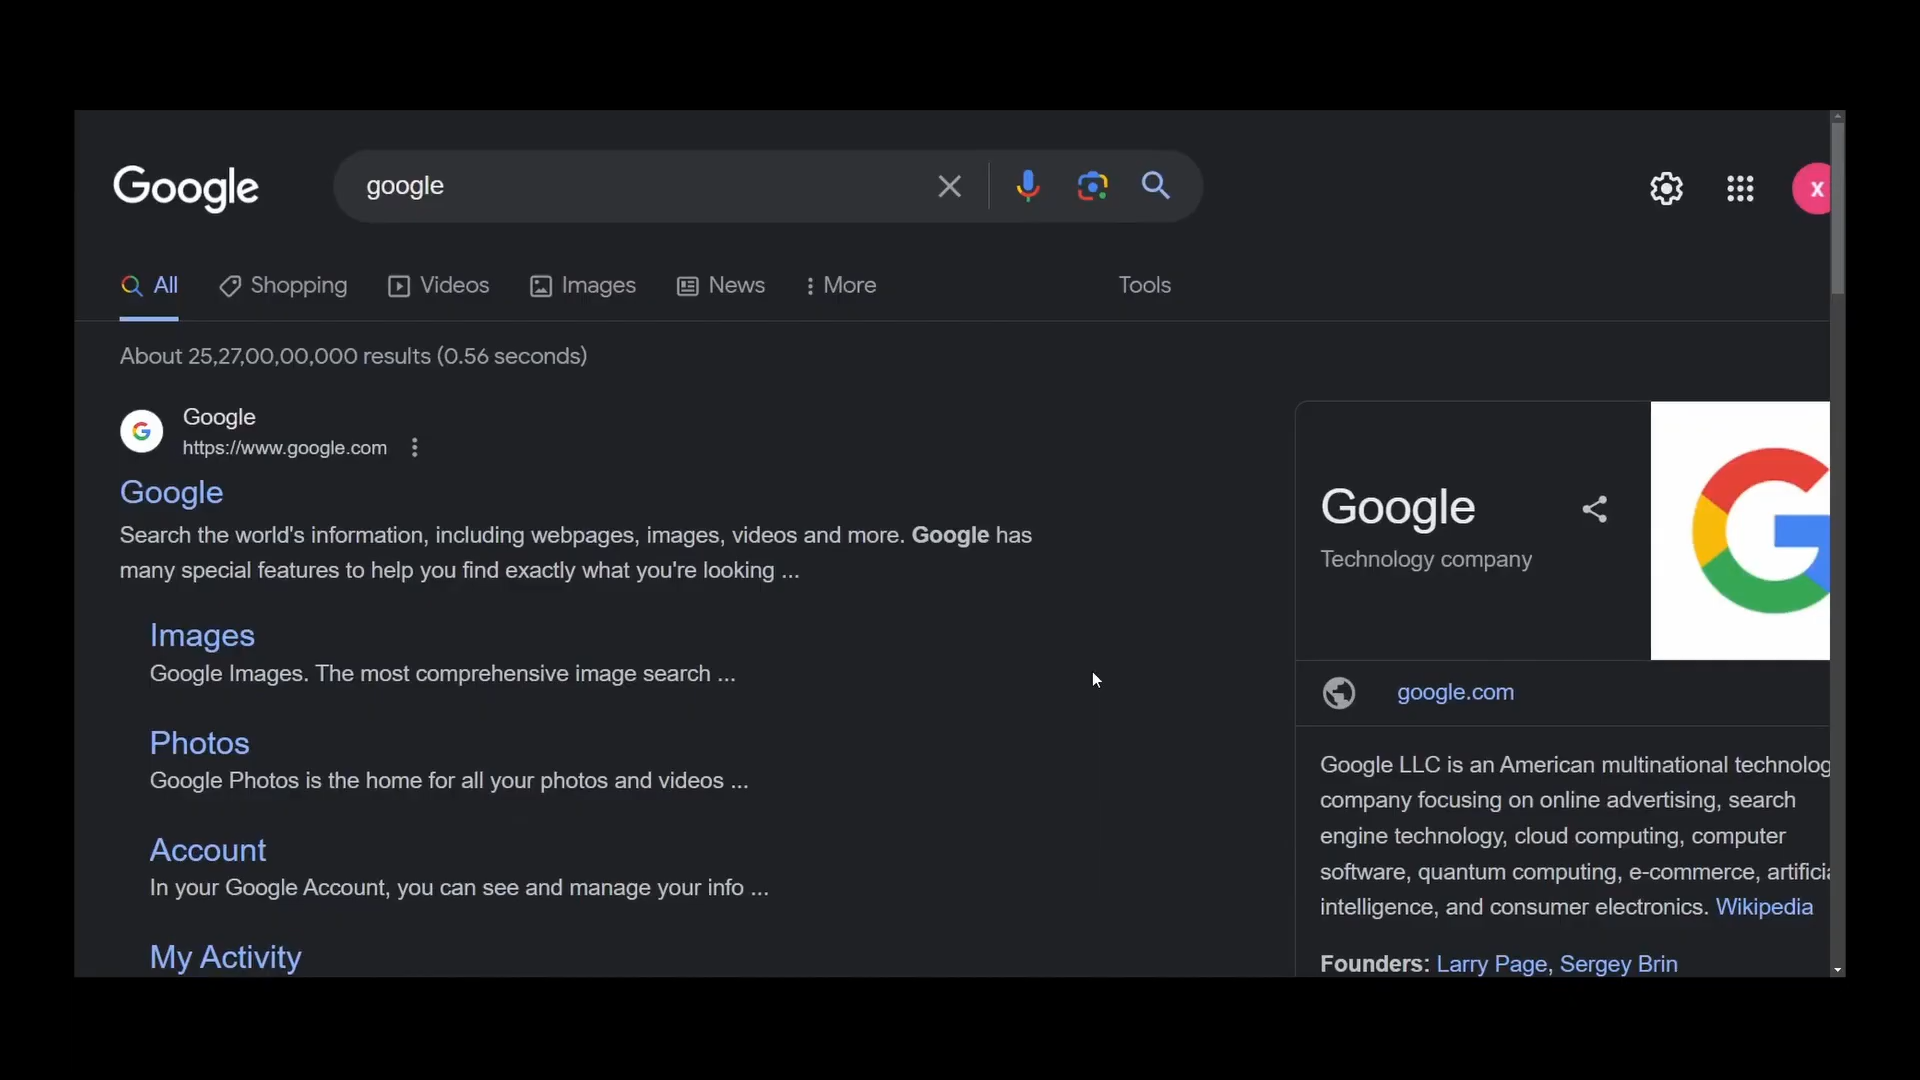 Google
google
x
All
Shopping
Videos
Images
News
More
Tools
About 25,27,00,00,000 results (0.56 seconds)
Google
https://www.google.com
Google
Search the world's information, including webpages, images, videos and more. Google has
many special features to help you find exactly what you're looking ...
Images
Google Images. The most comprehensive image search ...
Photos
Google Photos is the home for all your photos and videos ...
Account
In your Google Account, you can see and manage your info ...
My Activity
Google
Technology company
google.com
Google LLC is an American multinational technolog
company focusing on online advertising, search
engine technology, cloud computing, computer
software, quantum computing, e-commerce, artificia
intelligence, and consumer electronics. Wikipedia
Founders: Larry Page, Sergey Brin